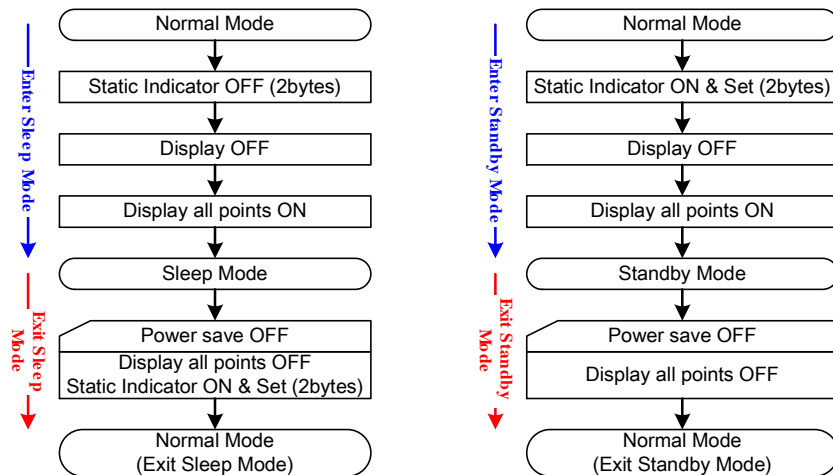 Normal Mode
Static Indicator OFF (2bytes)
Display OFF
Display all points ON
Sleep Mode
Power save OFF
Display all points OFF
Static Indicator ON & Set (2bytes)
Normal Mode
(Exit Sleep Mode)
Enter Sleep Mode
Exit Sleep
Mode
Normal Mode
Static Indicator ON & Set (2bytes)
Display OFF
Display all points ON
Standby Mode
Power save OFF
Display all points OFF
Normal Mode
(Exit Standby Mode)
Enter Standby Mode
Exit Standby
Mode